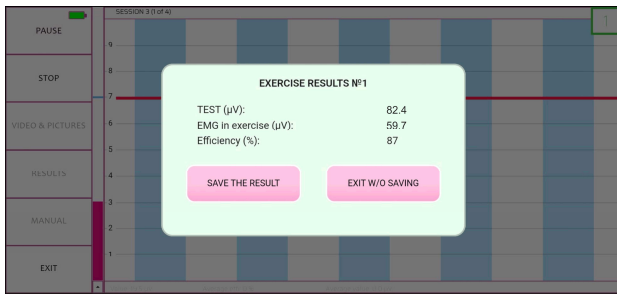 SESSION 3 (1 of 4)
1
PAUSE
STOP
VIDEO & PICTURES
RESULTS
MANUAL
EXIT
9
8
7
6
5
4
3
2
1
EXERCISE RESULTS Nº1
TEST (µV): 82.4
EMG in exercise (µV): 59.7
Efficiency (%): 87
SAVE THE RESULT EXIT W/O SAVING